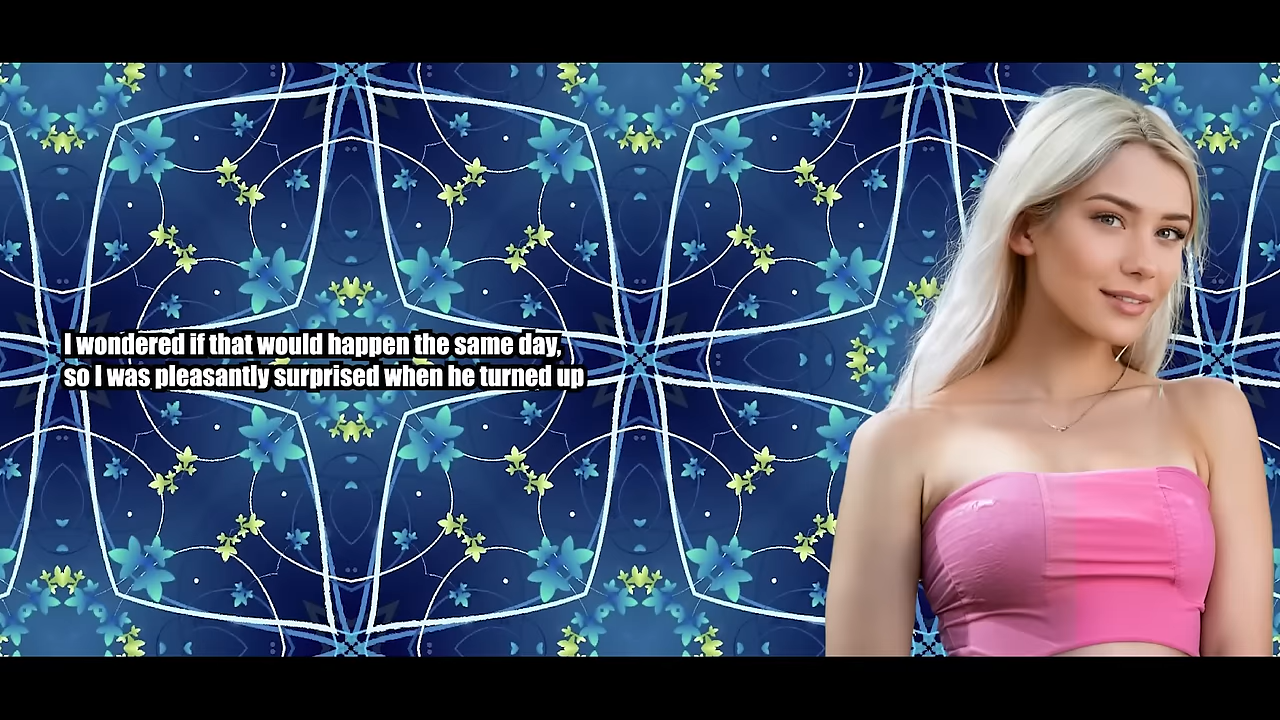 I wondered if that would happen the same day,
so I was pleasantly surprised when he turned up